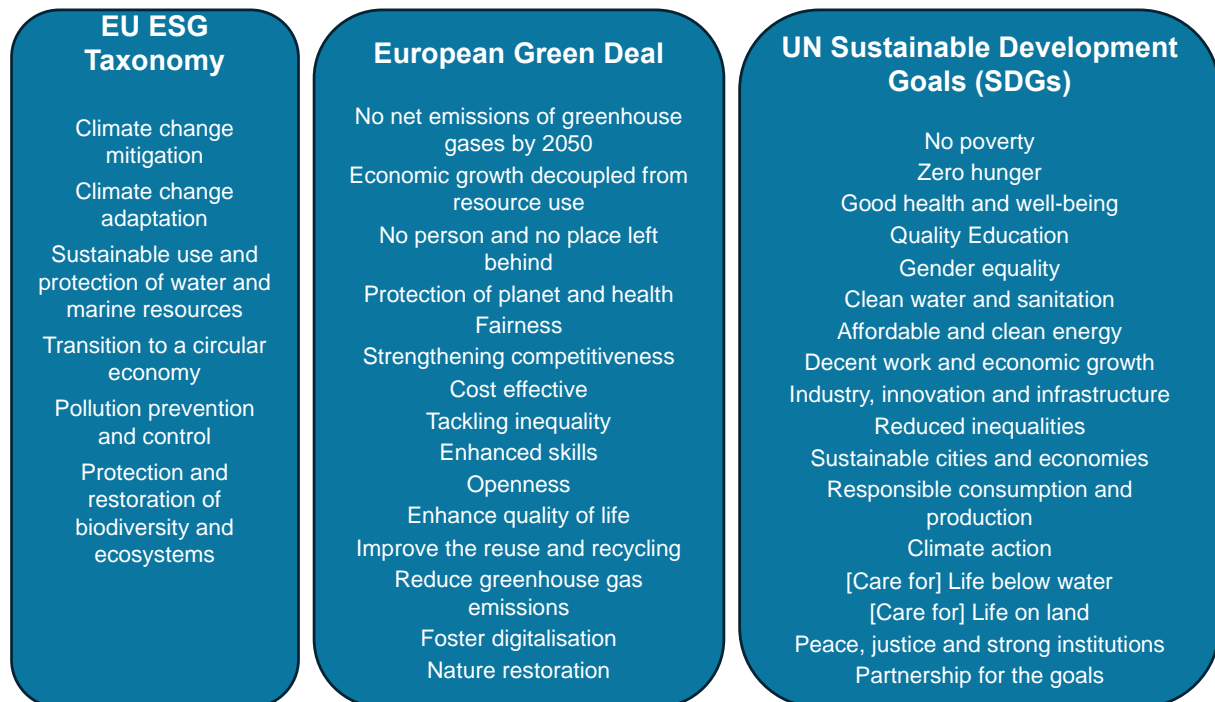 EU ESG
Taxonomy
Climate change
mitigation
Climate change
adaptation
Sustainable use and
protection of water and
marine resources
Transition to a circular
economy
Pollution prevention
and control
Protection and
restoration of
biodiversity and
ecosystems
European Green Deal
No net emissions of greenhouse
gases by 2050
Economic growth decoupled from
resource use
No person and no place left
behind
Protection of planet and health
Fairness
Strengthening competitiveness
Cost effective
Tackling inequality
Enhanced skills
Openness
Enhance quality of life
Improve the reuse and recycling
Reduce greenhouse gas
emissions
Foster digitalisation
Nature restoration
UN Sustainable Development
Goals (SDGs)
No poverty
Zero hunger
Good health and well-being
Quality Education
Gender equality
Clean water and sanitation
Affordable and clean energy
Decent work and economic growth
Industry, innovation and infrastructure
Reduced inequalities
Sustainable cities and economies
Responsible consumption and
production
Climate action
[Care for] Life below water
[Care for] Life on land
Peace, justice and strong institutions
Partnership for the goals